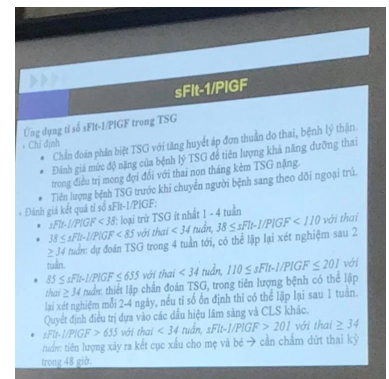 sFlt-1/PlGF
Ứng dụng tỉ số sFlt-1/PlGF trong TSG
- Chỉ định
• Chẩn đoán phân biệt TSG với tăng huyết áp đơn thuần do thai, bệnh lý thận.
• Đánh giá mức độ nặng của bệnh lý TSG để tiên lượng khả năng dưỡng thai
trong điều trị mong đợi đối với thai non tháng kèm TSG nặng.
• Tiên lượng bệnh TSG trước khi chuyển người bệnh sang theo dõi ngoại trú.
- Đánh giá kết quả tỉ số sFlt-1/PlGF:
• sFlt-1/PlGF < 38: loại trừ TSG ít nhất 1 - 4 tuần
• 38 ≤ sFlt-1/PlGF < 85 với thai < 34 tuần, 38 ≤ sFlt-1/PlGF < 110 với thai
≥ 34 tuần: dự đoán TSG trong 4 tuần tới, có thể lặp lại xét nghiệm sau 2
tuần.
• 85 ≤ sFlt-1/PlGF ≤ 655 với thai < 34 tuần, 110 ≤ sFlt-1/PlGF ≤ 201 với
thai ≥ 34 tuần: thiết lập chẩn đoán TSG, trong tiên lượng bệnh có thể lặp
lại xét nghiệm mỗi 2-4 ngày, nếu tỉ số ổn định thì có thể lặp lại sau 1 tuần.
Quyết định điều trị dựa vào các dấu hiệu lâm sàng và CLS khác.
• sFlt-1/PlGF > 655 với thai < 34 tuần, sFlt-1/PlGF > 201 với thai ≥ 34
tuần: tiên lượng xảy ra kết cục xấu cho mẹ và bé → cân chấm dứt thai kỳ
trong 48 giờ.